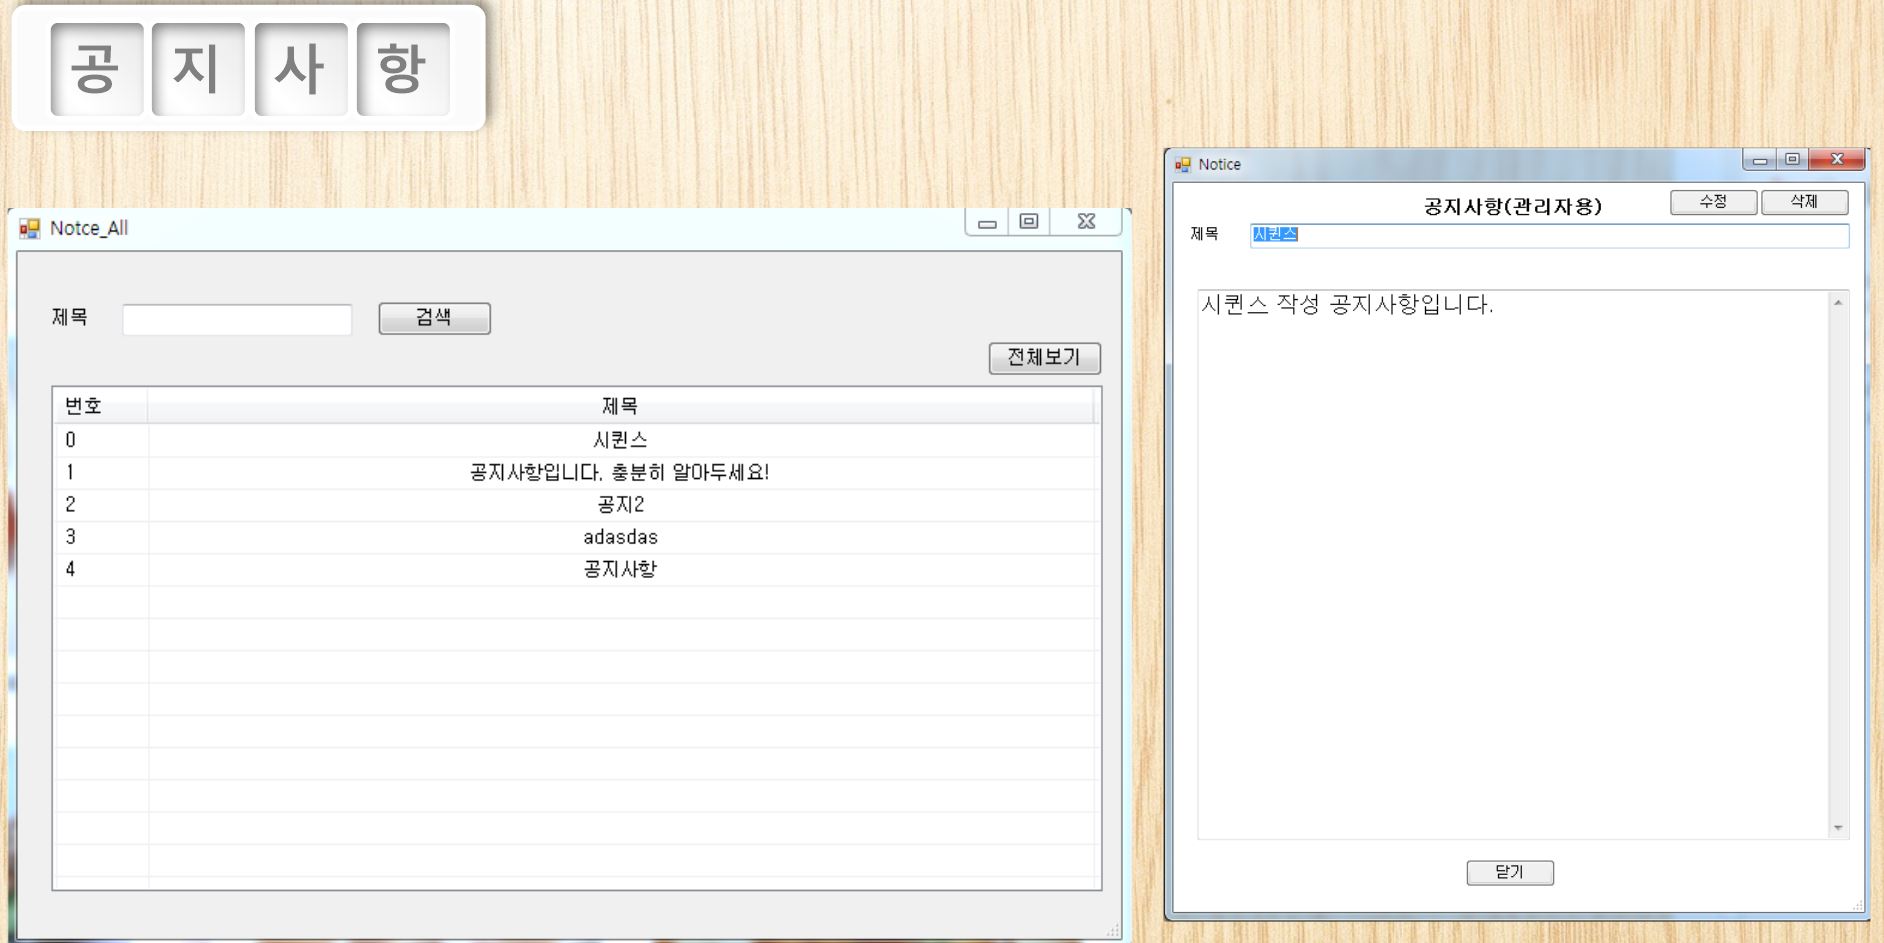 공지사항
Notce_All
제목 검색
전체보기
번호 제목
0 시퀀스
1 공지사항입니다. 충분히 알아두세요!
2 공지2
3 adasdas
4 공지사항
Notice
공지사항(관리자용) 수정 삭제
제목 시퀀스
시퀀스 작성 공지사항입니다.
닫기